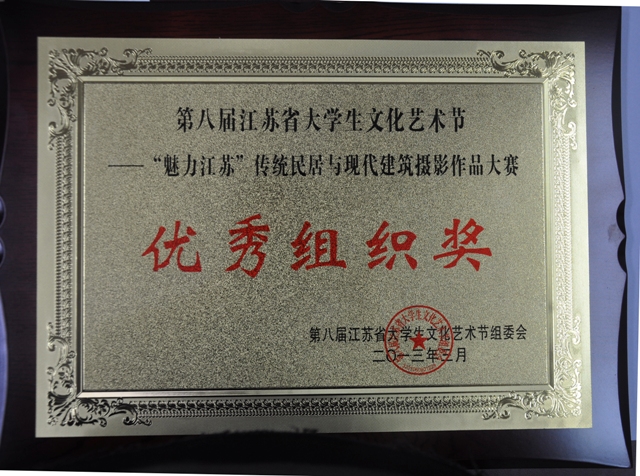 第八届江苏省大学生文化艺术节
——“魅力江苏”传统民居与现代建筑摄影作品大赛
优秀组织奖
第八届江苏省大学生文化艺术节组委会
二〇一三年三月